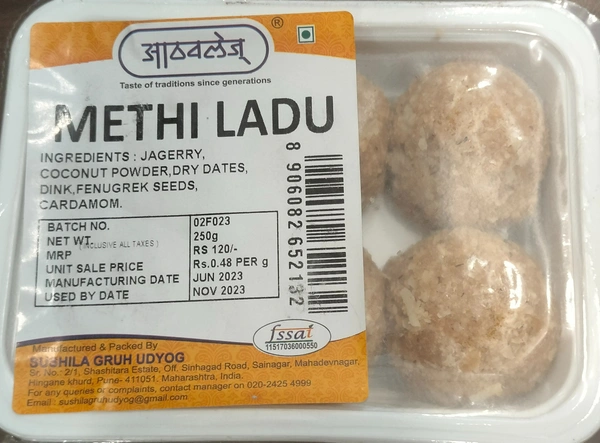 आठवलेज् ®
Taste of traditions since generations
METHI LADU
INGREDIENTS : JAGERRY,
COCONUT POWDER,DRY DATES,
DINK,FENUGREK SEEDS,
CARDAMOM.
BATCH NO. 02F023
NET WT. 250g
MRP (INCLUSIVE ALL TAXES) RS 120/-
UNIT SALE PRICE Rs.0.48 PER g
MANUFACTURING DATE JUN 2023
USED BY DATE NOV 2023
8 906082 652132
fssai
11517036000550
Manufactured & Packed By
SUSHILA GRUH UDYOG
Sr. No.: 2/1, Shashitara Estate, Off. Sinhagad Road, Sainagar, Mahadevnagar,
Hingane khurd, Pune- 411051. Maharashtra, India.
For any queries or complaints, contact manager on 020-2425 4999
Email : sushilagruhudyog@gmail.com